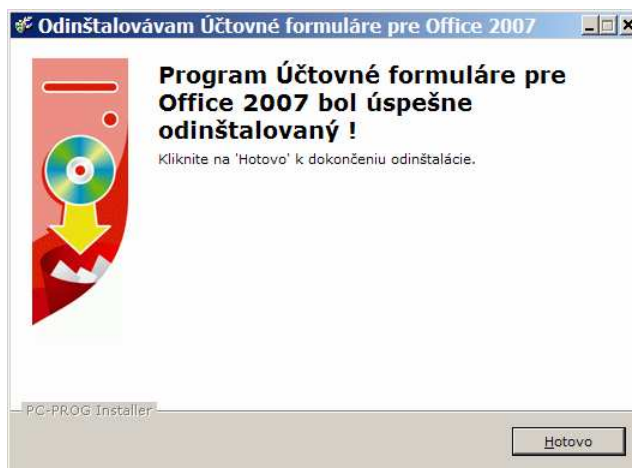 Odinštalovávam Účtovné formuláre pre Office 2007
Program Účtovné formuláre pre
Office 2007 bol úspešne
odinštalovaný !
Kliknite na 'Hotovo' k dokončeniu odinštalácie.
PC-PROG Installer
Hotovo